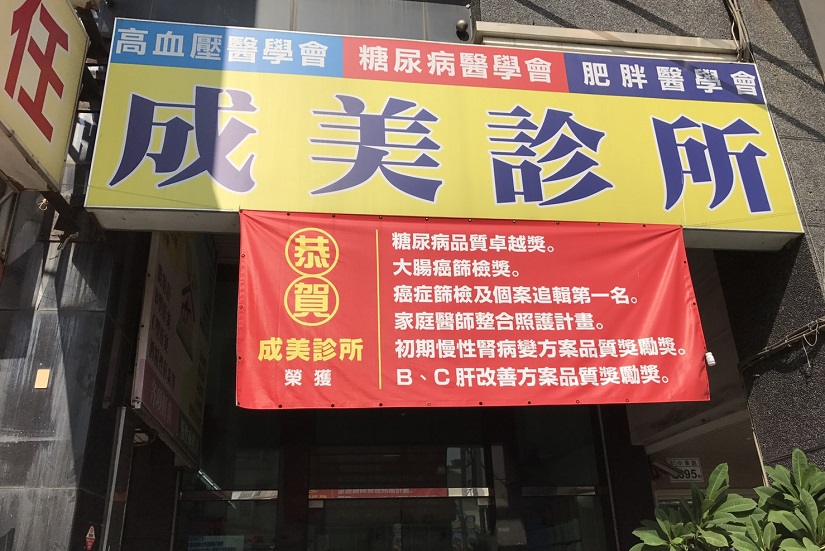 任
高血壓醫學會 糖尿病醫學會 肥胖醫學會
成美診所
恭賀
成美診所
榮獲
糖尿病品質卓越獎。
大腸癌篩檢獎。
癌症篩檢及個案追輯第一名。
家庭醫師整合照護計畫。
初期慢性腎病變方案品質獎勵獎。
B、C肝改善方案品質獎勵獎。